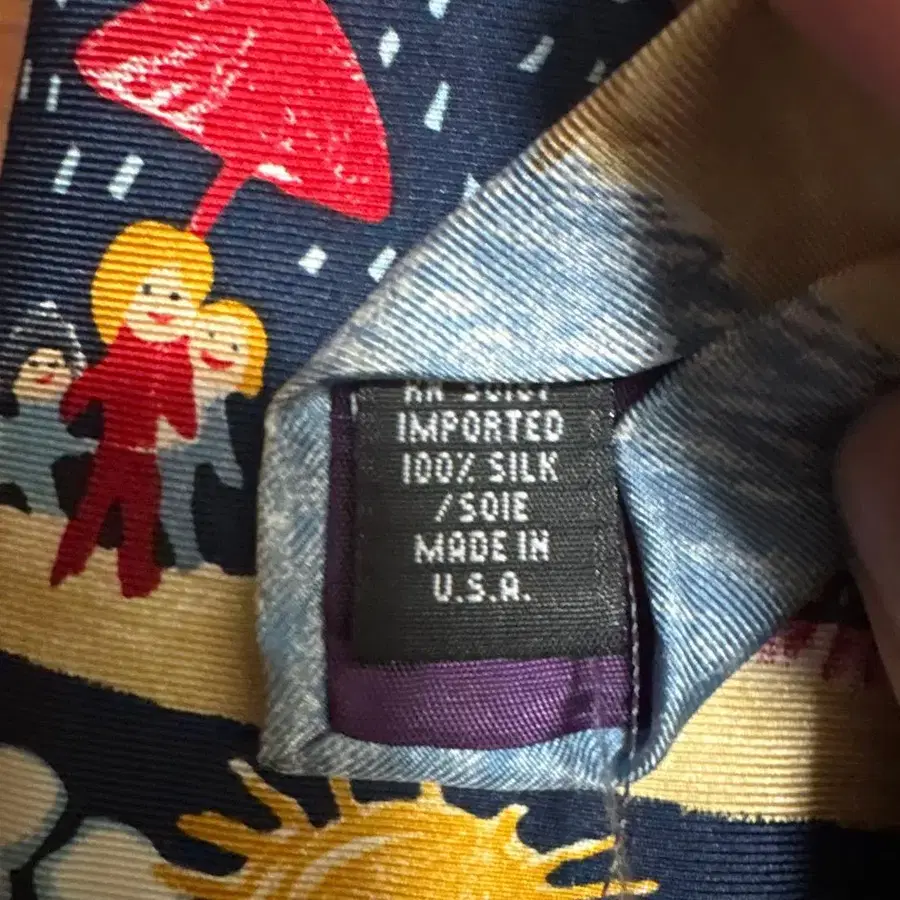 IMPORTED
100% SILK
/SOIE
MADE IN
U.S.A.